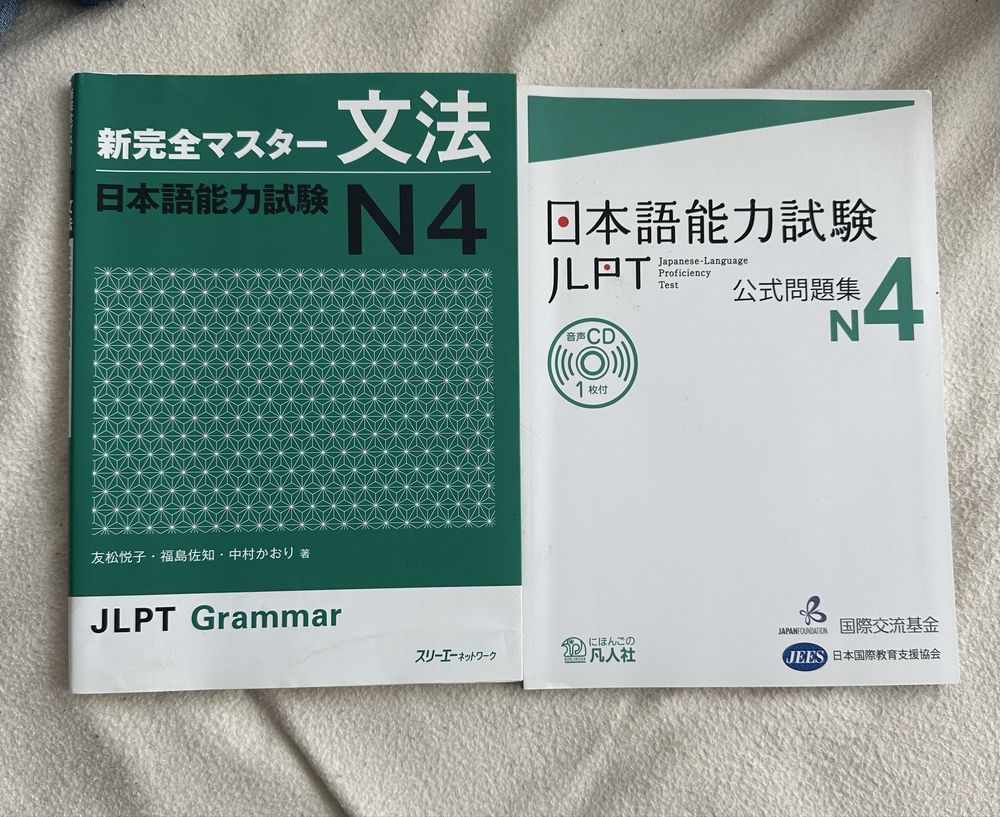 新完全マスター 文法
日本語能力試験 N4
友松悦子・福島佐知・中村かおり 著
JLPT Grammar
スリーエーネットワーク
日本語能力試験
JLPT
Japanese-Language
Proficiency
Test
公式問題集
N4
音声CD
1枚付
にほんごの
凡人社
BONJINSHA
JAPANFOUNDATION
国際交流基金
JEES
日本国際教育支援協会